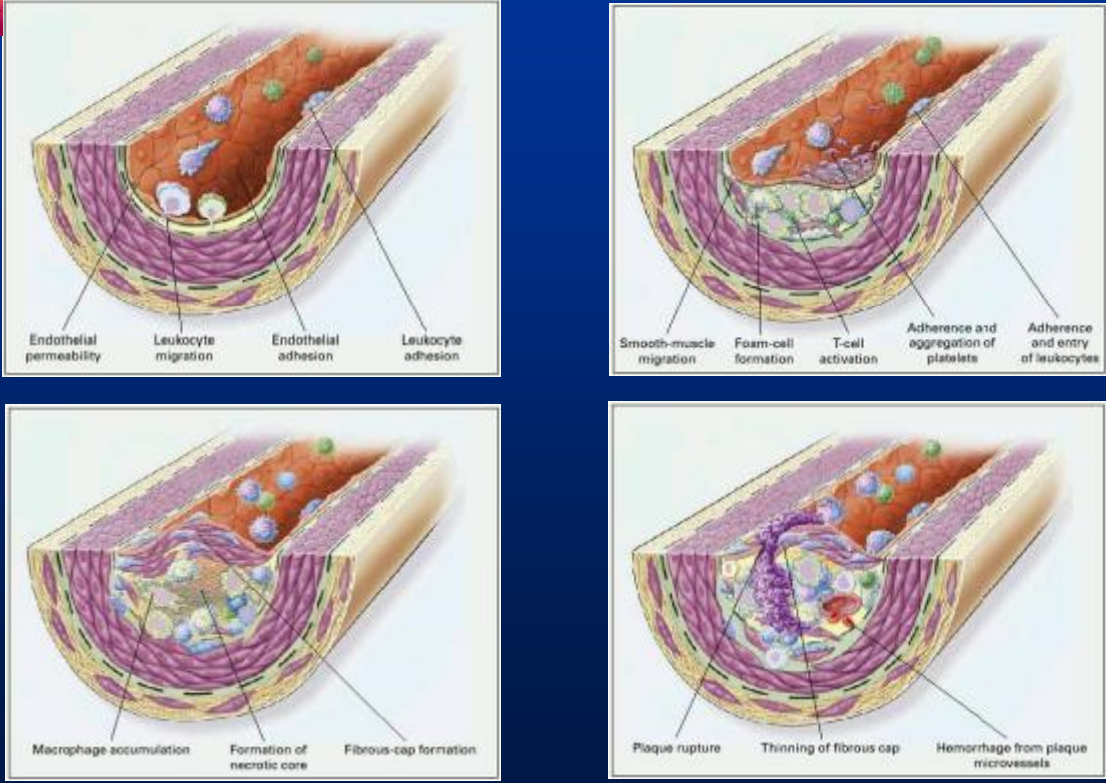 Endothelial
permeability
Leukocyte
migration
Endothelial
adhesion
Leukocyte
adhesion
Smooth-muscle
migration
Foam-cell
formation
T-cell
activation
Adherence and
aggregation of
platelets
Adherence
and entry
of leukocytes
Macrophage accumulation
Formation of
necrotic core
Fibrous-cap formation
Plaque rupture
Thinning of fibrous cap
Hemorrhage from plaque
microvessels